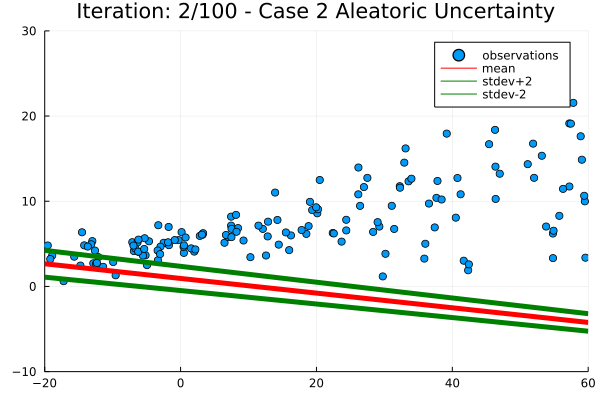 Iteration: 2/100 - Case 2 Aleatoric Uncertainty
30
observations
mean
stdev+2
stdev-2
20
10
0
−10
−20
0
20
40
60